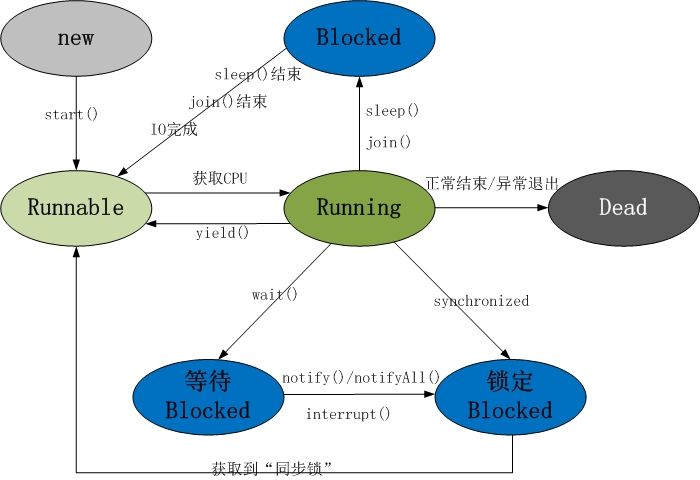 new
Blocked
start()
sleep()结束
join()结束
IO完成
sleep()
join()
Runnable
获取CPU
Running
正常结束/异常退出
Dead
yield()
wait()
synchronized
等待
Blocked
notify()/notifyAll()
interrupt()
锁定
Blocked
获取到“同步锁”